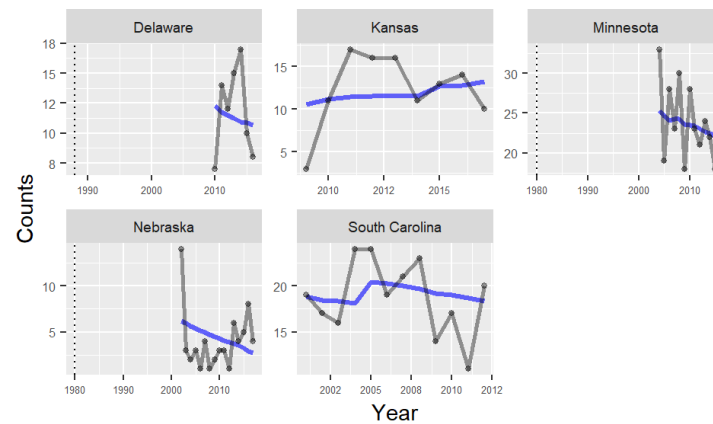 Delaware Kansas Minnesota
18
15
12
10
8
15
10
5
30
25
20
1990 2000 2010
2010 2012 2015
1980 1990 2000 2010
Counts
Nebraska South Carolina
10
5
20
15
1980 1990 2000 2010
2002 2005 2008 2010 2012
Year